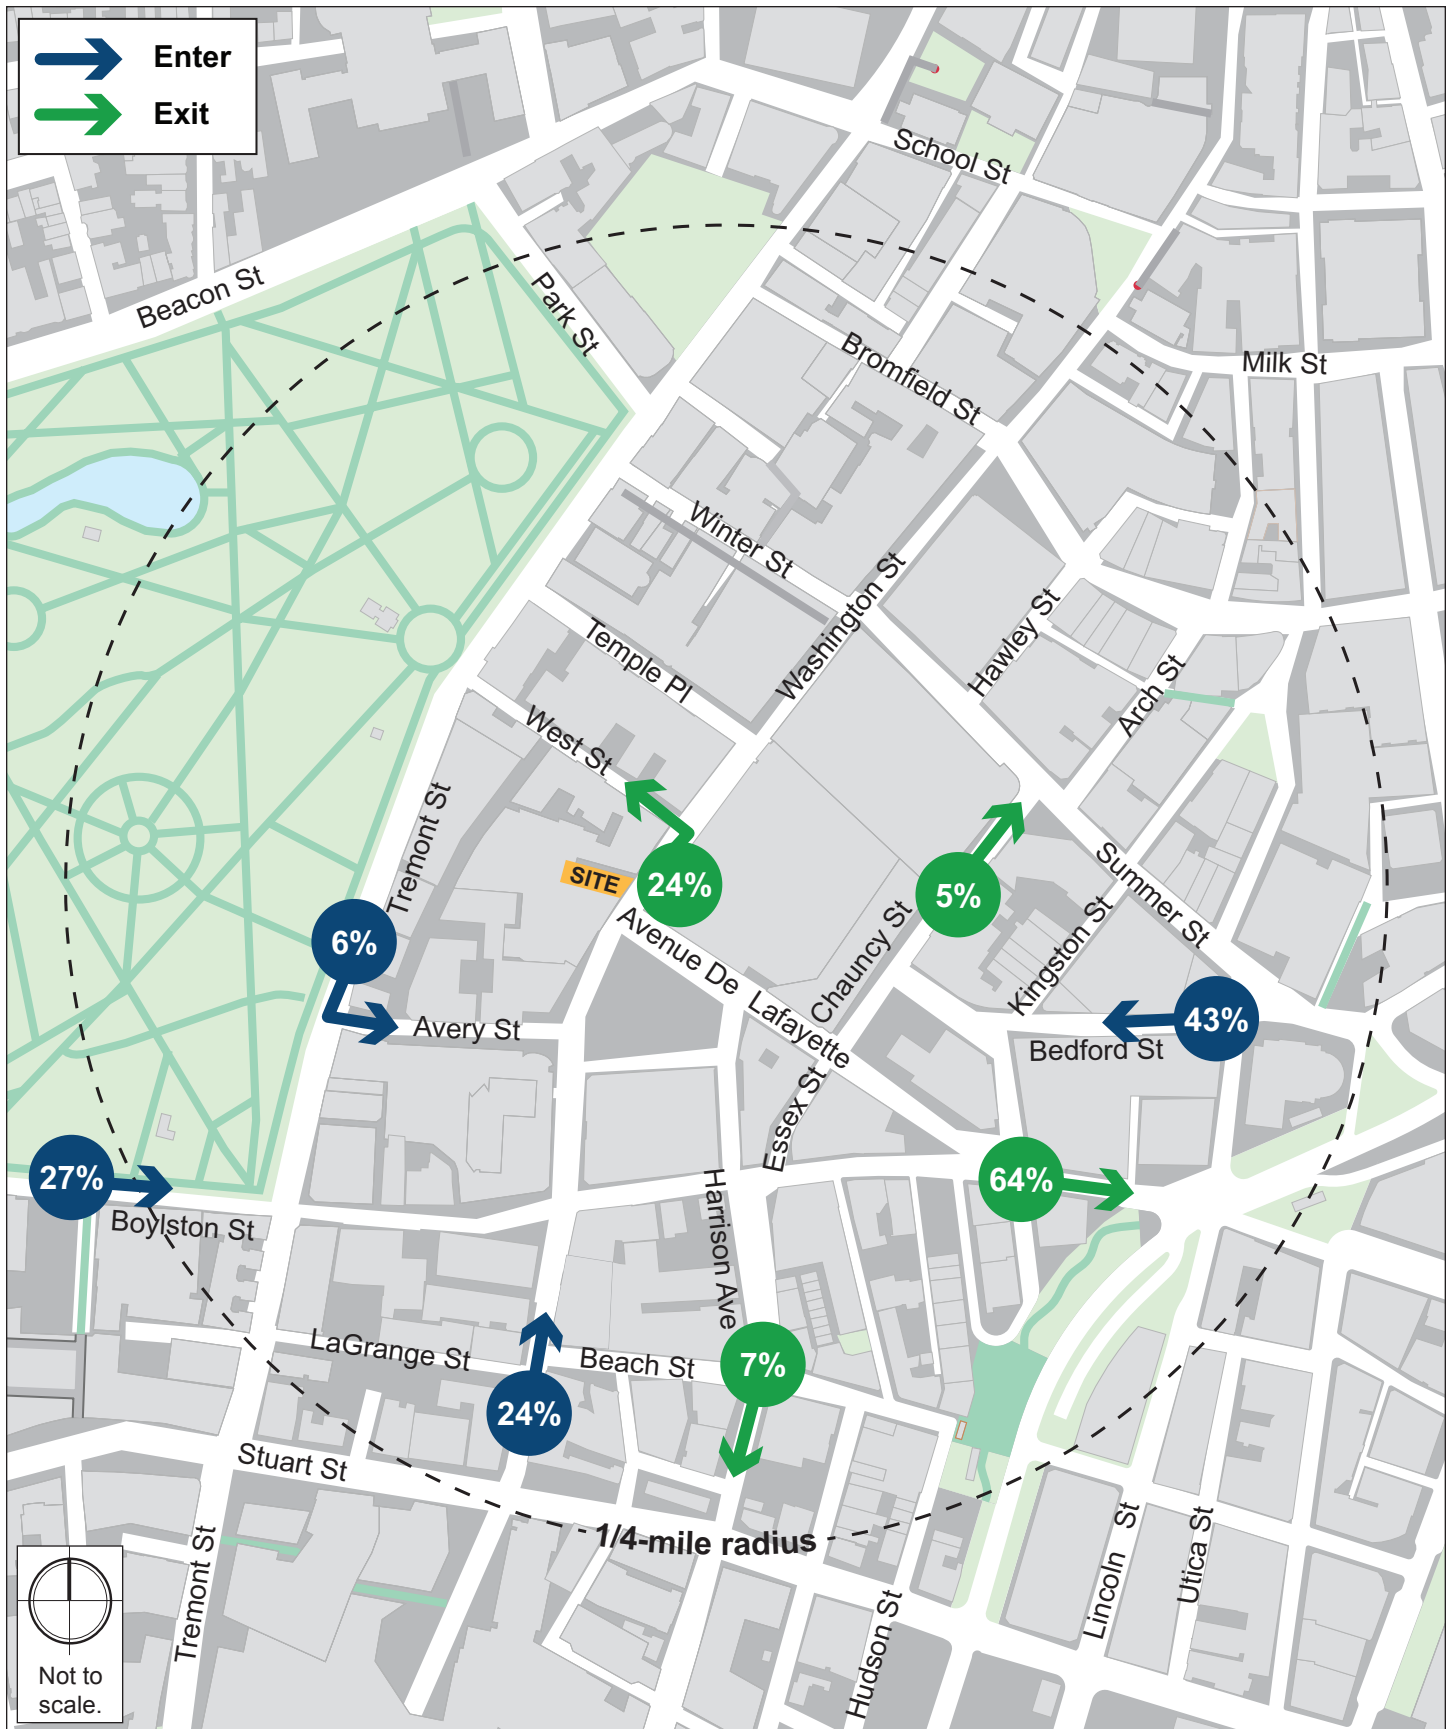 Enter
Exit
School St
Beacon St
Park St
Bromfield St
Milk St
Winter St
Washington St
Hawley St
Temple Pl
Arch St
West St
Tremont St
SITE
24%
5%
Summer St
6%
Avenue De Lafayette
Chauncy St
Kingston St
43%
Avery St
Bedford St
Essex St
27%
64%
Boylston St
Harrison Ave
LaGrange St
Beach St
7%
24%
Stuart St
1/4-mile radius
Tremont St
Lincoln St
Utica St
Hudson St
Not to
scale.